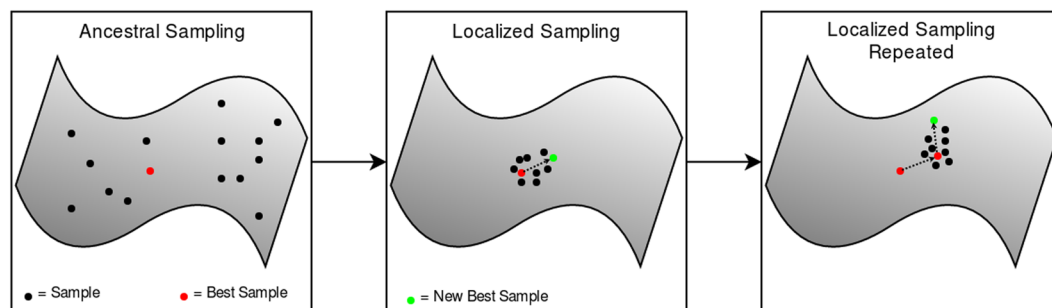 Ancestral Sampling
= Sample
= Best Sample
Localized Sampling
= New Best Sample
Localized Sampling
Repeated